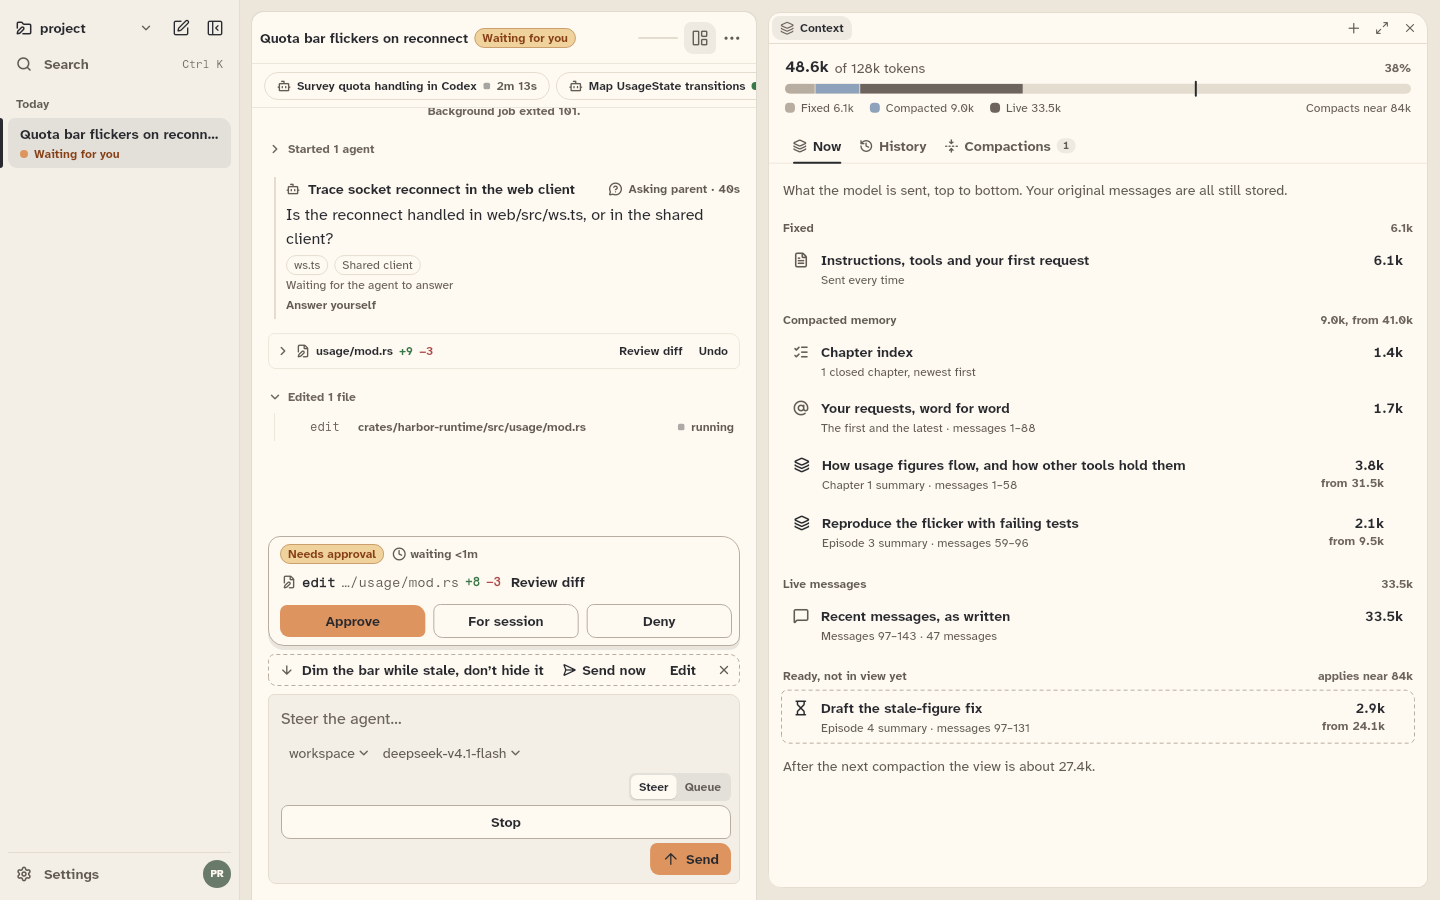 project
Search
Ctrl K
Today
Quota bar flickers on reconn...
Waiting for you
Settings
PR
Quota bar flickers on reconnect
Waiting for you
Survey quota handling in Codex 2m 13s
Map UsageState transitions
Background job exited 101.
Started 1 agent
Trace socket reconnect in the web client
Asking parent · 40s
Is the reconnect handled in web/src/ws.ts, or in the shared
client?
ws.ts
Shared client
Waiting for the agent to answer
Answer yourself
usage/mod.rs +9 −3
Review diff
Undo
Edited 1 file
edit crates/harbor-runtime/src/usage/mod.rs running
Needs approval
waiting <1m
edit …/usage/mod.rs +8 −3 Review diff
Approve
For session
Deny
Dim the bar while stale, don’t hide it
Send now
Edit
Steer the agent…
workspace
deepseek-v4.1-flash
Steer
Queue
Stop
Send
Context
48.6k of 128k tokens
38%
Fixed 6.1k
Compacted 9.0k
Live 33.5k
Compacts near 84k
Now
History
Compactions 1
What the model is sent, top to bottom. Your original messages are all still stored.
Fixed
6.1k
Instructions, tools and your first request
6.1k
Sent every time
Compacted memory
9.0k, from 41.0k
Chapter index
1.4k
1 closed chapter, newest first
Your requests, word for word
1.7k
The first and the latest · messages 1–88
How usage figures flow, and how other tools hold them
3.8k
Chapter 1 summary · messages 1–58
from 31.5k
Reproduce the flicker with failing tests
2.1k
Episode 3 summary · messages 59–96
from 9.5k
Live messages
33.5k
Recent messages, as written
33.5k
Messages 97–143 · 47 messages
Ready, not in view yet
applies near 84k
Draft the stale-figure fix
2.9k
Episode 4 summary · messages 97–131
from 24.1k
After the next compaction the view is about 27.4k.